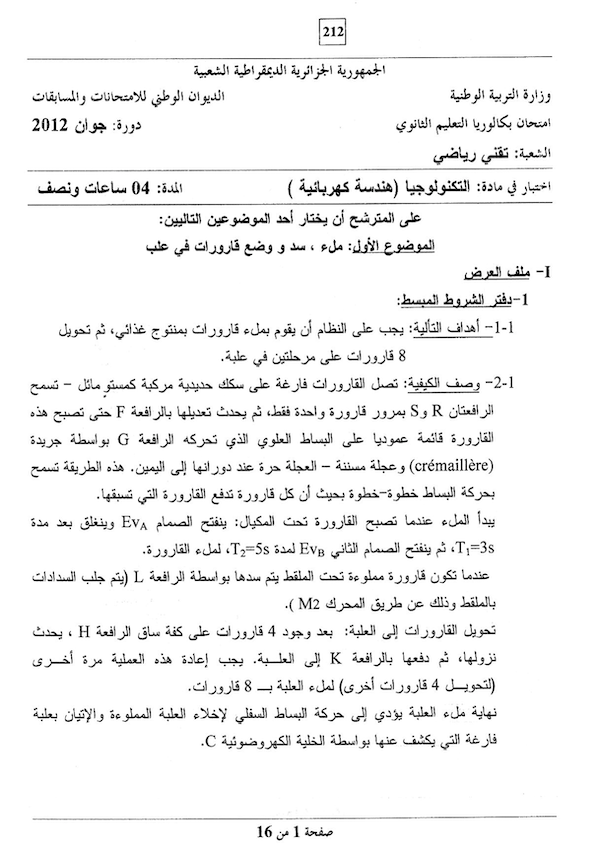 212
الجمهورية الجزائرية الديمقراطية الشعبية
وزارة التربية الوطنية الديوان الوطني للامتحانات والمسابقات
امتحان بكالوريا التعليم الثانوي دورة: جوان 2012
الشعبة: تقني رياضي
اختبار في مادة: التكنولوجيا (هندسة كهربائية ) المدة: 04 ساعات ونصف
على المترشح أن يختار أحد الموضوعين التاليين:
الموضوع الأول: ملء ، سد و وضع قارورات في علب
I- ملف العرض
1-دفتر الشروط المبسط:
1-1- أهداف التألية: يجب على النظام أن يقوم بملء قارورات بمنتوج غذائي، ثم تحويل
8 قارورات على مرحلتين في علبة.
2-1- وصف الكيفية: تصل القارورات فارغة على سكك حديدية مركبة كمستو مائل – تسمح
الرافعتان R وS بمرور قارورة واحدة فقط، ثم يحدث تعديلها بالرافعة F حتى تصبح هذه
القارورة قائمة عموديا على البساط العلوي الذي تحركه الرافعة G بواسطة جريدة
(crémaillère) وعجلة مسننة – العجلة حرة عند دورانها إلى اليمين. هذه الطريقة تسمح
بحركة البساط خطوة-خطوة بحيث أن كل قارورة تدفع القارورة التي تسبقها.
يبدأ الملء عندما تصبح القارورة تحت المكيال: ينفتح الصمام EvA وينغلق بعد مدة
T1=3s، ثم ينفتح الصمام الثاني EvB لمدة T2=5s، لملء القارورة.
عندما تكون قارورة مملوءة تحت الملقط يتم سدها بواسطة الرافعة L (يتم جلب السدادات
بالملقط وذلك عن طريق المحرك M2 ).
تحويل القارورات إلى العلبة: بعد وجود 4 قارورات على كفة ساق الرافعة H ، يحدث
نزولها، ثم دفعها بالرافعة K إلى العلـــبة. يجب إعادة هذه العملية مرة أخـــرى
(لتحويـــل 4 قارورات أخرى) لملء العلبة بـــ 8 قارورات.
نهاية ملء العلبة يؤدي إلى حركة البساط السفلي لإخلاء العلبة المملوءة والإتيان بعلبة
فارغة التي يكشف عنها بواسطة الخلية الكهروضوئية C.
صفحة 1 من 16